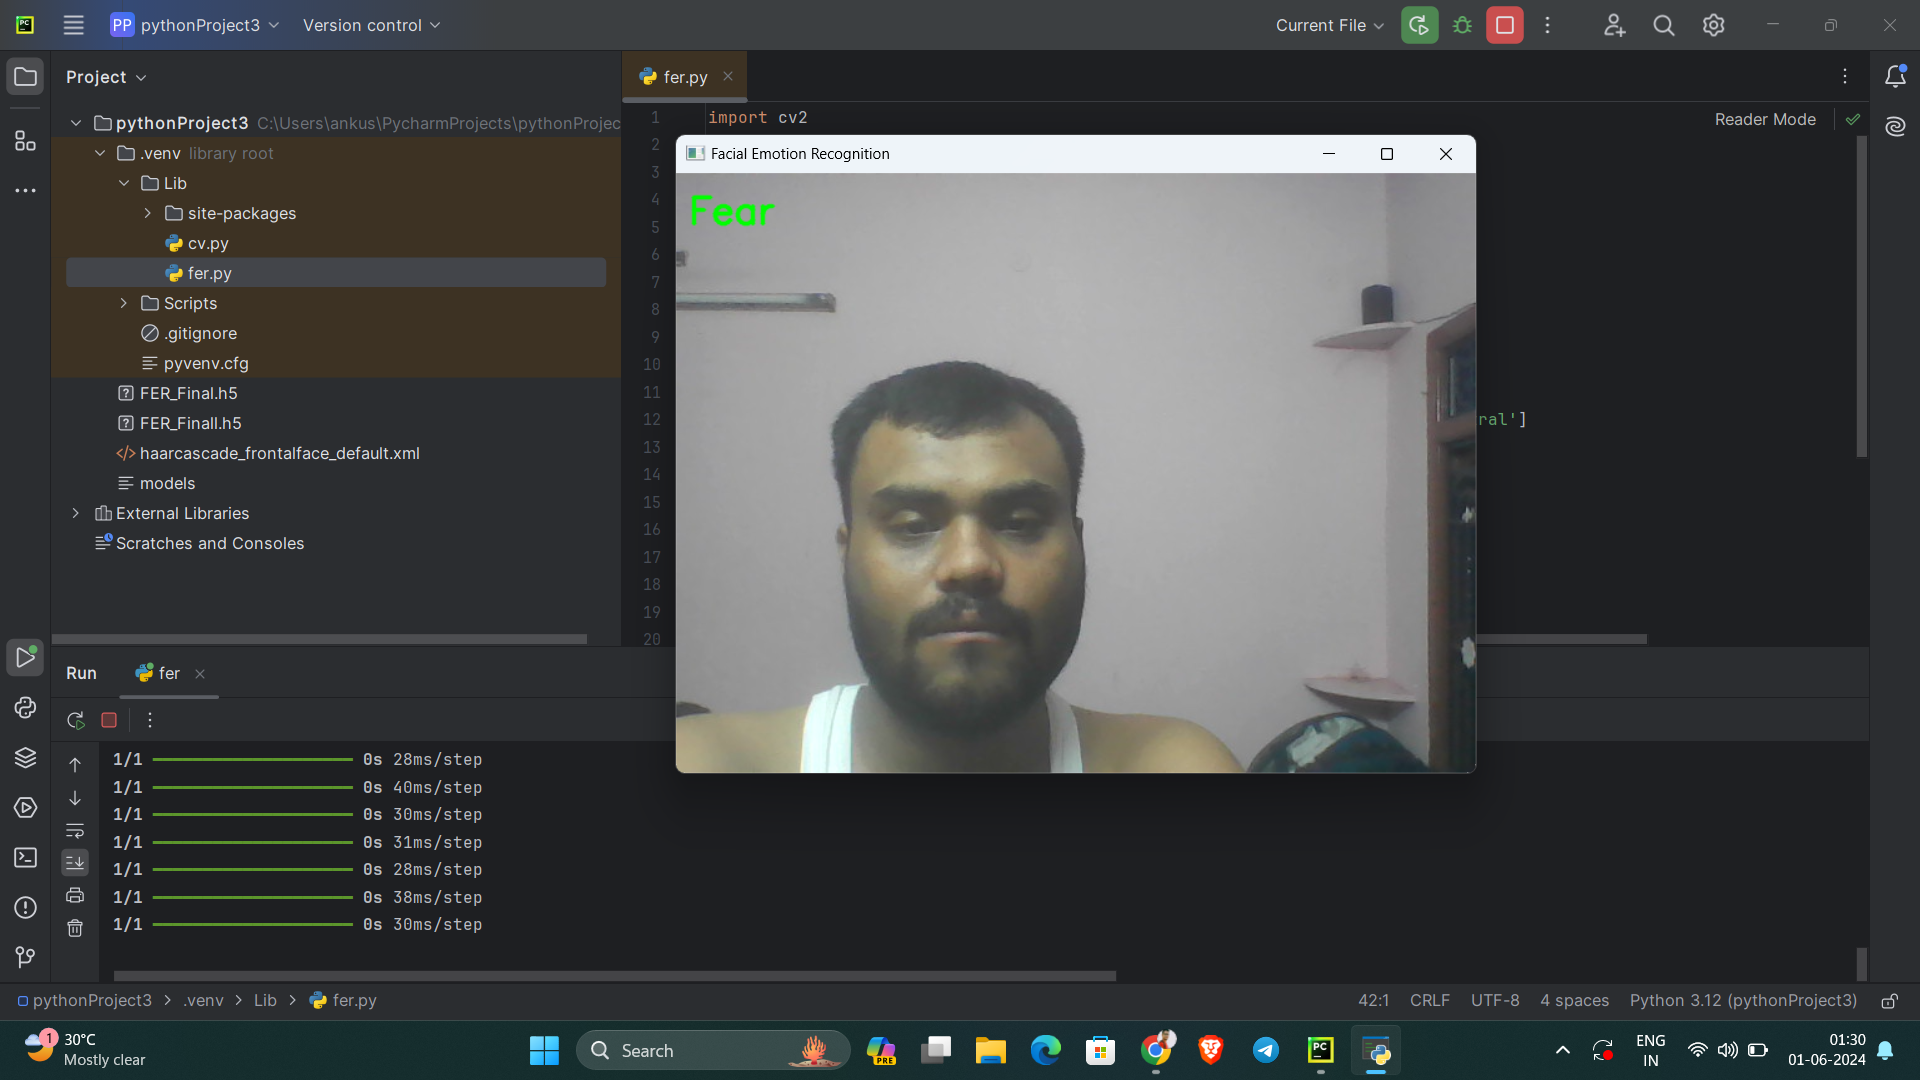 PC
PP pythonProject3
Version control
Current File
Project
fer.py
pythonProject3 C:\Users\ankus\PycharmProjects\pythonProjec
.venv library root
Lib
site-packages
cv.py
fer.py
Scripts
.gitignore
pyvenv.cfg
FER_Final.h5
FER_Finall.h5
haarcascade_frontalface_default.xml
models
External Libraries
Scratches and Consoles
1 import cv2
Reader Mode
2
3
4
5
6
7
8
9
10
11
12 ral']
13
14
15
16
17
18
19
20
Facial Emotion Recognition
Fear
Run
fer
1/1 0s 28ms/step
1/1 0s 40ms/step
1/1 0s 30ms/step
1/1 0s 31ms/step
1/1 0s 28ms/step
1/1 0s 38ms/step
1/1 0s 30ms/step
pythonProject3 > .venv > Lib > fer.py
42:1 CRLF UTF-8 4 spaces Python 3.12 (pythonProject3)
1
30°C
Mostly clear
Search
PRE
PC
ENG
IN
01:30
01-06-2024